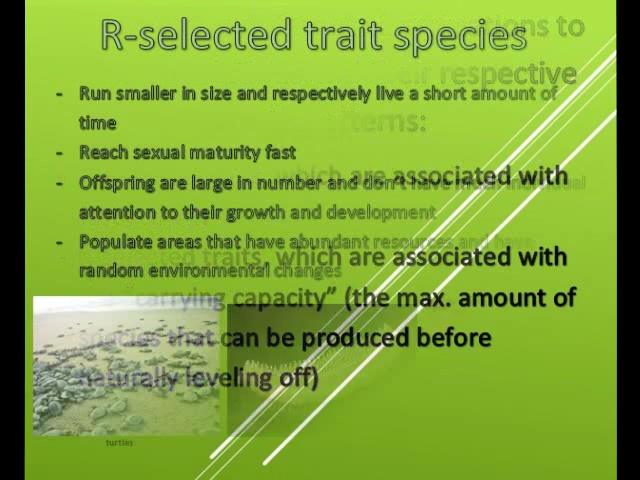 R-selected trait species
- Run smaller in size and respectively live a short amount of
time
- Reach sexual maturity fast
- Offspring are large in number and don't have much individual
attention to their growth and development
- Populate areas that have abundant resources and have
random environmental changes
turtles
to
respective
which are associated with
traits, which are associated with
carrying capacity" (the max. amount of
species that can be produced before
naturally leveling off)